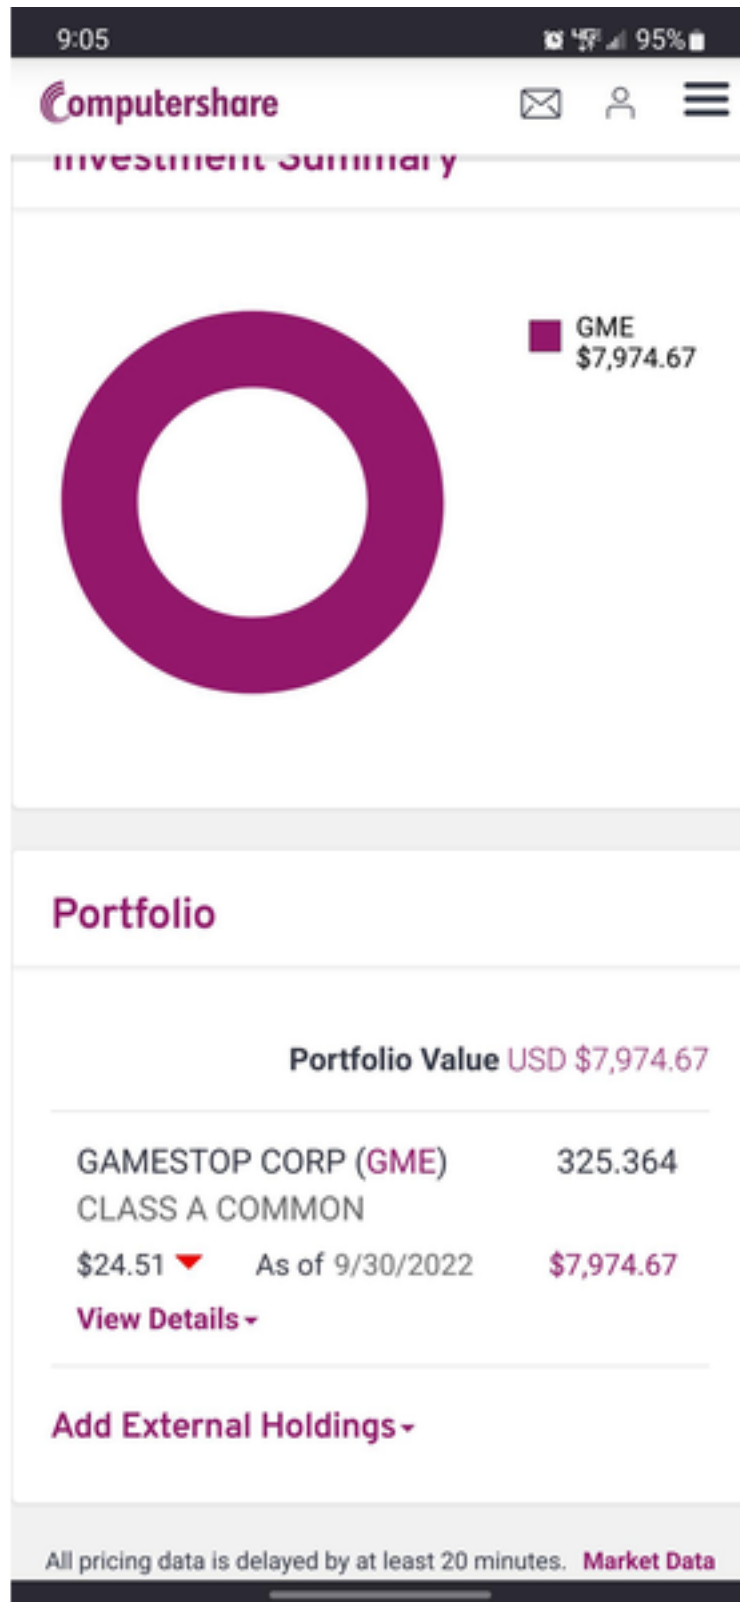 9:05 95%
Computershare
Investment Summary
GME
$7,974.67
Portfolio
Portfolio Value USD $7,974.67
GAMESTOP CORP (GME) 325.364
CLASS A COMMON
$24.51 As of 9/30/2022 $7,974.67
View Details
Add External Holdings
All pricing data is delayed by at least 20 minutes. Market Data